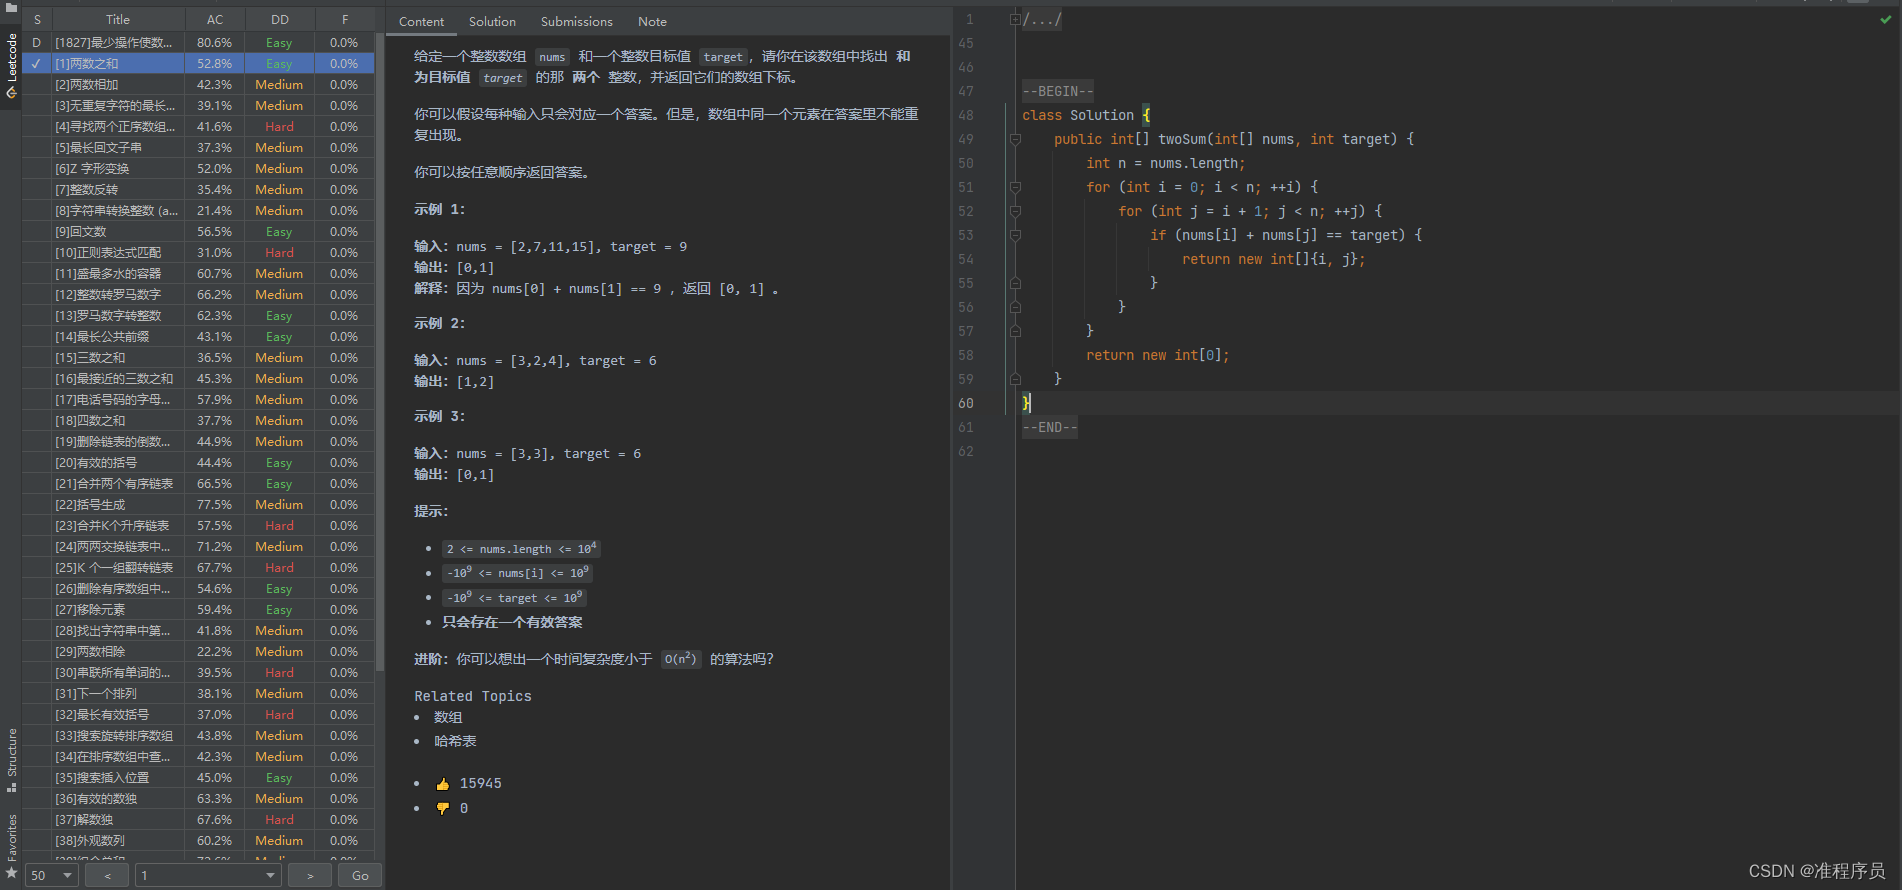 Leetcode
Structure
Favorites
S Title AC DD F
D [1827]最少操作使数... 80.6% Easy 0.0%
✓ [1]两数之和 52.8% Easy 0.0%
[2]两数相加 42.3% Medium 0.0%
[3]无重复字符的最长... 39.1% Medium 0.0%
[4]寻找两个正序数组... 41.6% Hard 0.0%
[5]最长回文子串 37.3% Medium 0.0%
[6]Z 字形变换 52.0% Medium 0.0%
[7]整数反转 35.4% Medium 0.0%
[8]字符串转换整数 (a... 21.4% Medium 0.0%
[9]回文数 56.5% Easy 0.0%
[10]正则表达式匹配 31.0% Hard 0.0%
[11]盛最多水的容器 60.7% Medium 0.0%
[12]整数转罗马数字 66.2% Medium 0.0%
[13]罗马数字转整数 62.3% Easy 0.0%
[14]最长公共前缀 43.1% Easy 0.0%
[15]三数之和 36.5% Medium 0.0%
[16]最接近的三数之和 45.3% Medium 0.0%
[17]电话号码的字母... 57.9% Medium 0.0%
[18]四数之和 37.7% Medium 0.0%
[19]删除链表的倒数... 44.9% Medium 0.0%
[20]有效的括号 44.4% Easy 0.0%
[21]合并两个有序链表 66.5% Easy 0.0%
[22]括号生成 77.5% Medium 0.0%
[23]合并K个升序链表 57.5% Hard 0.0%
[24]两两交换链表中... 71.2% Medium 0.0%
[25]K 个一组翻转链表 67.7% Hard 0.0%
[26]删除有序数组中... 54.6% Easy 0.0%
[27]移除元素 59.4% Easy 0.0%
[28]找出字符串中第... 41.8% Medium 0.0%
[29]两数相除 22.2% Medium 0.0%
[30]串联所有单词的... 39.5% Hard 0.0%
[31]下一个排列 38.1% Medium 0.0%
[32]最长有效括号 37.0% Hard 0.0%
[33]搜索旋转排序数组 43.8% Medium 0.0%
[34]在排序数组中查... 42.3% Medium 0.0%
[35]搜索插入位置 45.0% Easy 0.0%
[36]有效的数独 63.3% Medium 0.0%
[37]解数独 67.6% Hard 0.0%
[38]外观数列 60.2% Medium 0.0%
50 < 1 > Go
Content Solution Submissions Note
给定一个整数数组 nums 和一个整数目标值 target，请你在该数组中找出 和
为目标值 target 的那 两个 整数，并返回它们的数组下标。
你可以假设每种输入只会对应一个答案。但是，数组中同一个元素在答案里不能重
复出现。
你可以按任意顺序返回答案。
示例 1：
输入：nums = [2,7,11,15], target = 9
输出：[0,1]
解释：因为 nums[0] + nums[1] == 9 ，返回 [0, 1] 。
示例 2：
输入：nums = [3,2,4], target = 6
输出：[1,2]
示例 3：
输入：nums = [3,3], target = 6
输出：[0,1]
提示：
• 2 <= nums.length <= 10⁴
• -10⁹ <= nums[i] <= 10⁹
• -10⁹ <= target <= 10⁹
• 只会存在一个有效答案
进阶：你可以想出一个时间复杂度小于 O(n²) 的算法吗？
Related Topics
• 数组
• 哈希表
• 👍 15945
• 👎 0
1 /.../
45
46
47 --BEGIN--
48 class Solution {
49 public int[] twoSum(int[] nums, int target) {
50 int n = nums.length;
51 for (int i = 0; i < n; ++i) {
52 for (int j = i + 1; j < n; ++j) {
53 if (nums[i] + nums[j] == target) {
54 return new int[]{i, j};
55 }
56 }
57 }
58 return new int[0];
59 }
60 }
61 --END--
62
CSDN @准程序员